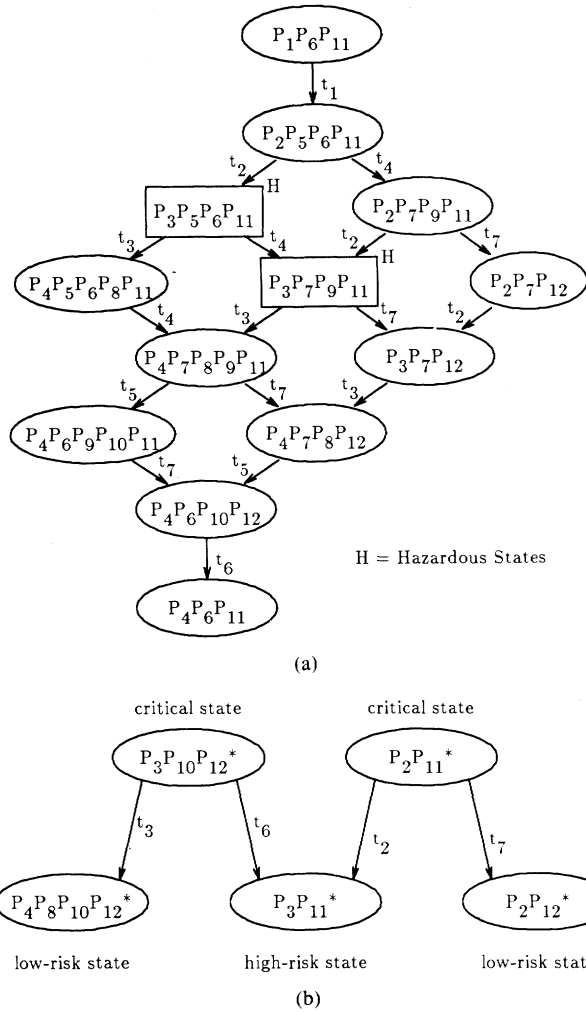 P1P6P11
t1
P2P5P6P11
t2
t4
H
P3P5P6P11
P2P7P9P11
t3
t4
t2
H
t7
P4P5P6P8P11
P3P7P9P11
P2P7P12
t4
t3
t7
t2
P4P7P8P9P11
P3P7P12
t5
t7
t3
P4P6P9P10P11
P4P7P8P12
t7
t5
P4P6P10P12
H = Hazardous States
t6
P4P6P11
(a)
critical state
critical state
P3P10P12*
P2P11*
t3
t6
t2
t7
P4P8P10P12*
P3P11*
P2P12*
low-risk state
high-risk state
low-risk stat
(b)